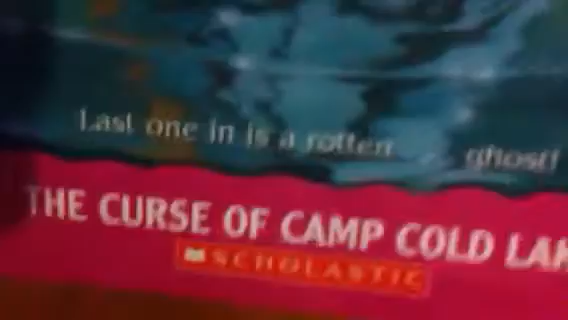 Last one in is a rotten ghost!
THE CURSE OF CAMP COLD LA
SCHOLASTIC